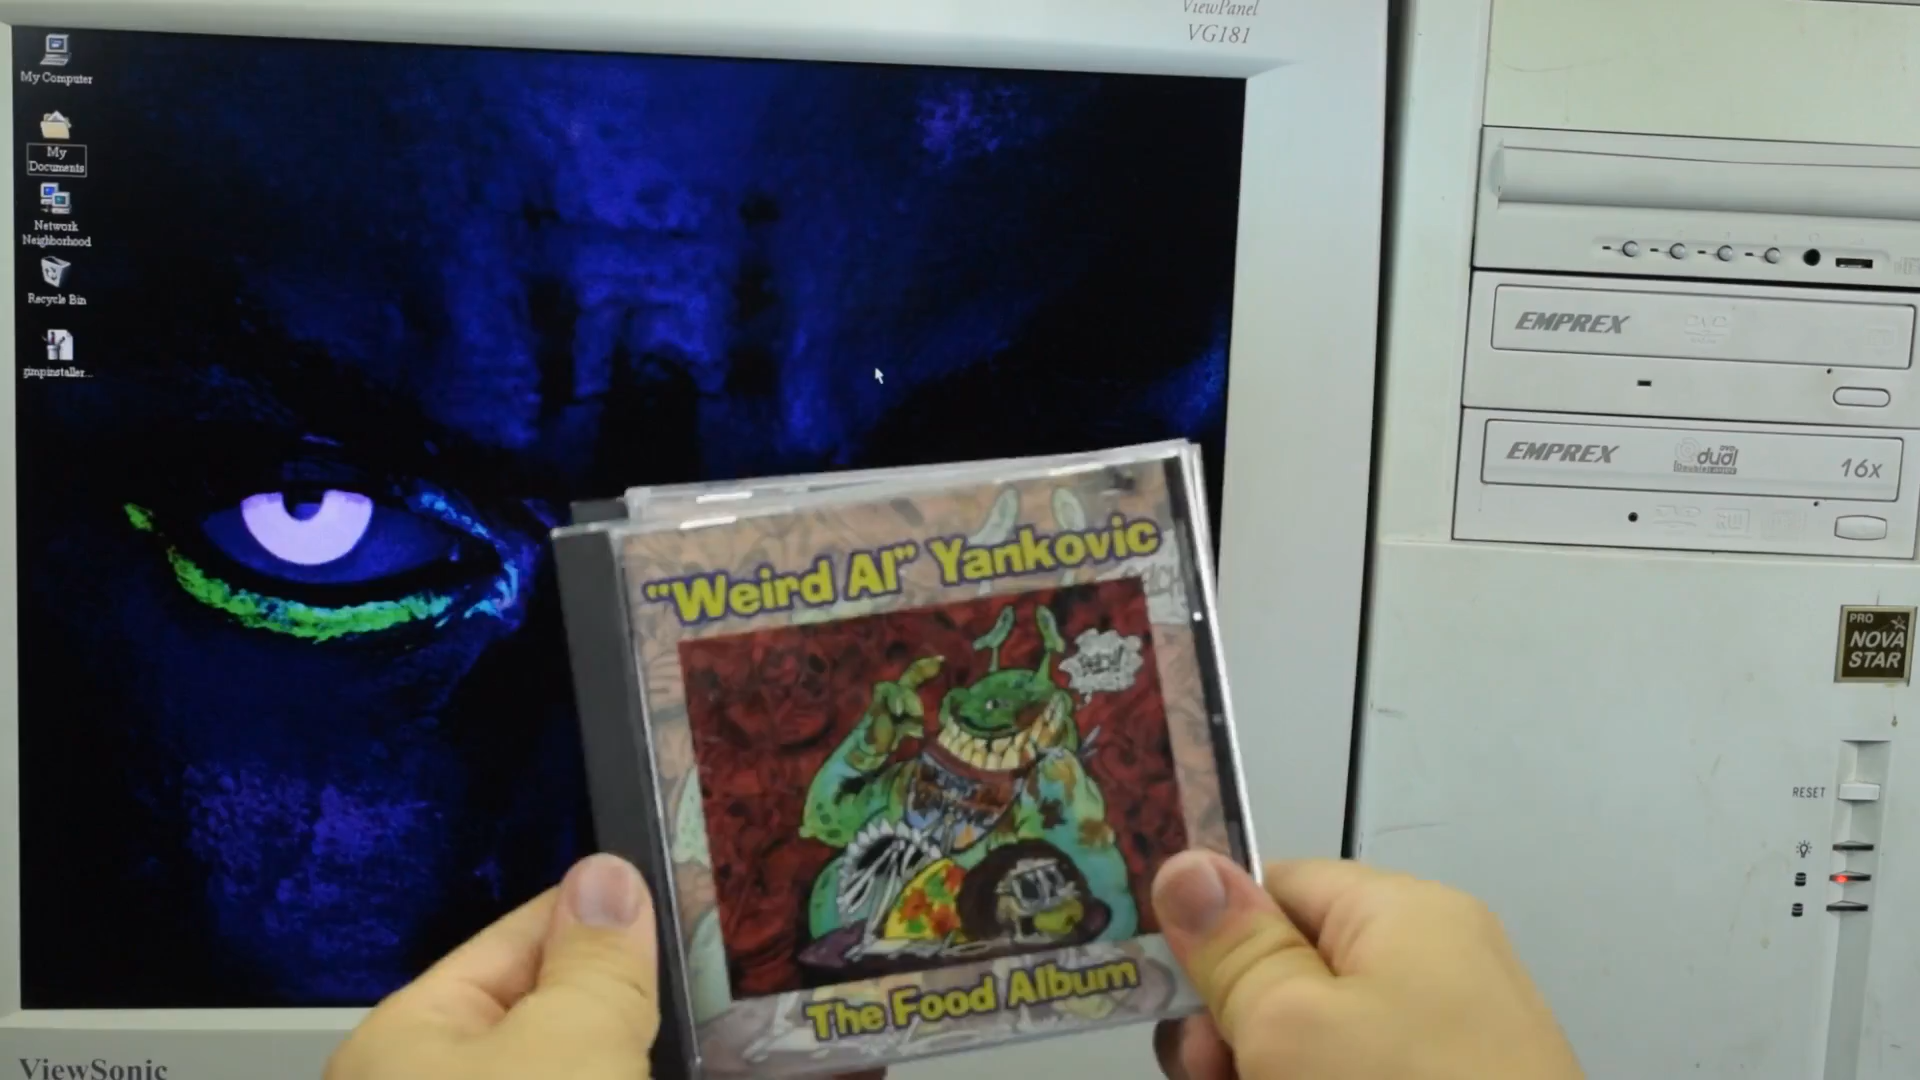 ViewPanel
VG181
My Computer
My
Documents
Network
Neighborhood
Recycle Bin
gimpinstaller...
EMPREX
EMPREX
dual
16x
"Weird Al" Yankovic
The Food Album
PRO
NOVA
STAR
RESET
ViewSonic